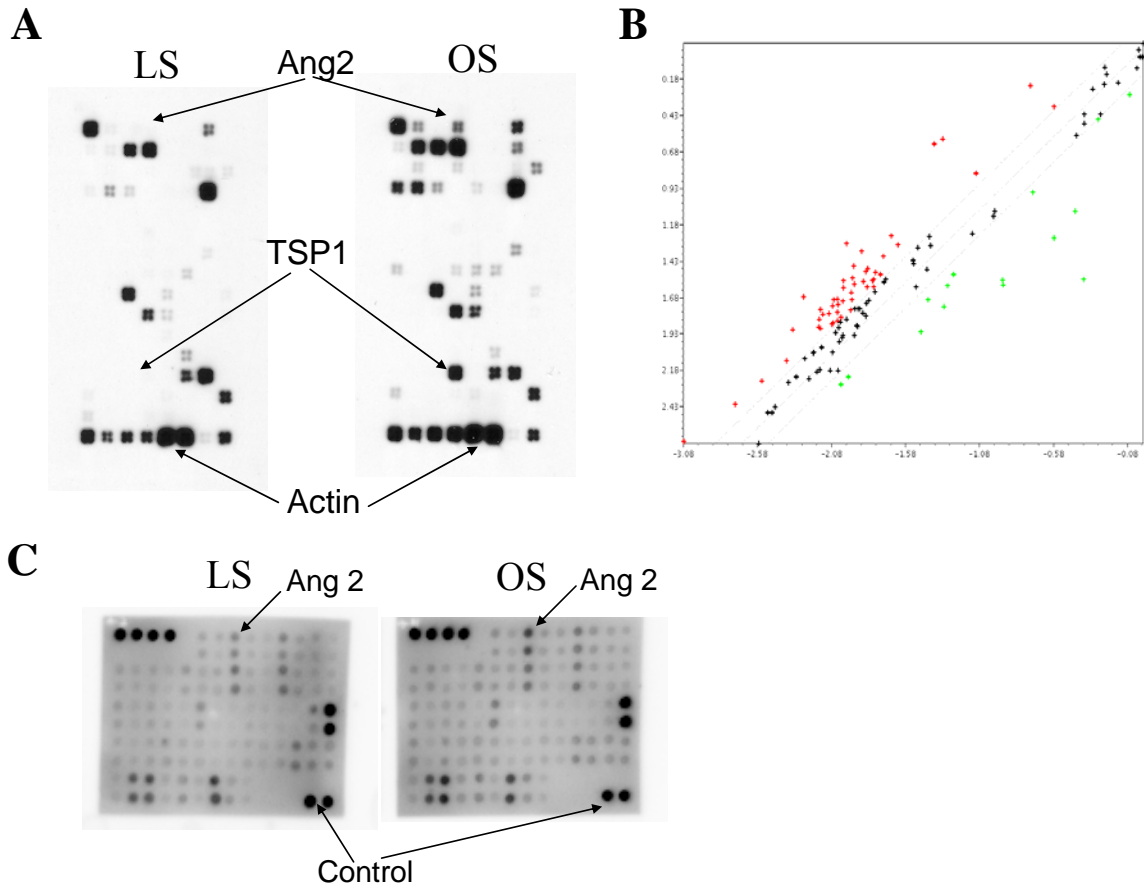 A
LS
Ang2
OS
TSP1
Actin
B
0.18
0.43
0.68
0.93
1.18
1.43
1.68
1.93
2.18
2.43
-3.08
-2.58
-2.08
-1.58
-1.08
-0.58
-0.08
C
LS
Ang 2
OS
Ang 2
Control